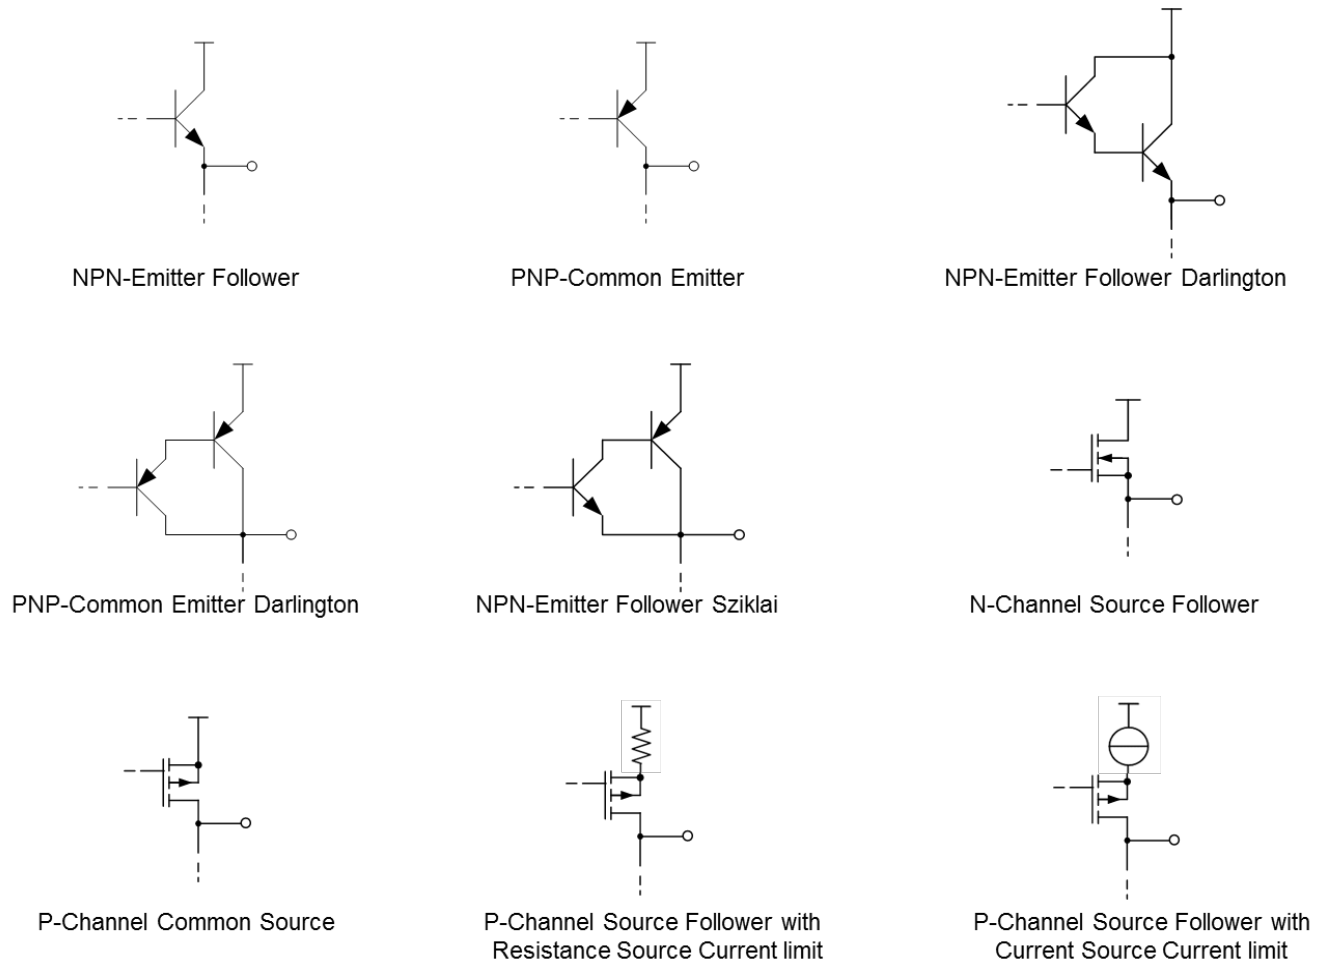 NPN-Emitter Follower
PNP-Common Emitter
NPN-Emitter Follower Darlington
PNP-Common Emitter Darlington
NPN-Emitter Follower Sziklai
N-Channel Source Follower
P-Channel Common Source
P-Channel Source Follower with
Resistance Source Current limit
P-Channel Source Follower with
Current Source Current limit